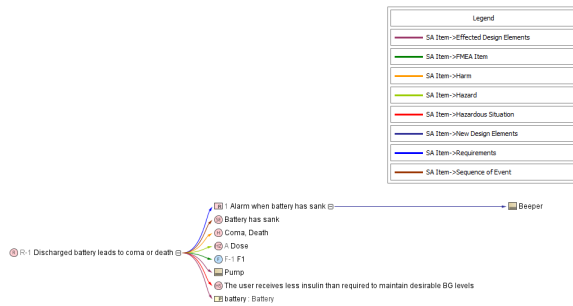 Legend
SA Item->Effected Design Elements
SA Item->FMEA Item
SA Item->Harm
SA Item->Hazard
SA Item->Hazardous Situation
SA Item->New Design Elements
SA Item->Requirements
SA Item->Sequence of Event
R 1 Alarm when battery has sank
Beeper
Battery has sank
H Coma, Death
R R-1 Discharged battery leads to coma or death
HZ A Dose
F F-1 F1
Pump
HS The user receives less insulin than required to maintain desirable BG levels
P battery : Battery